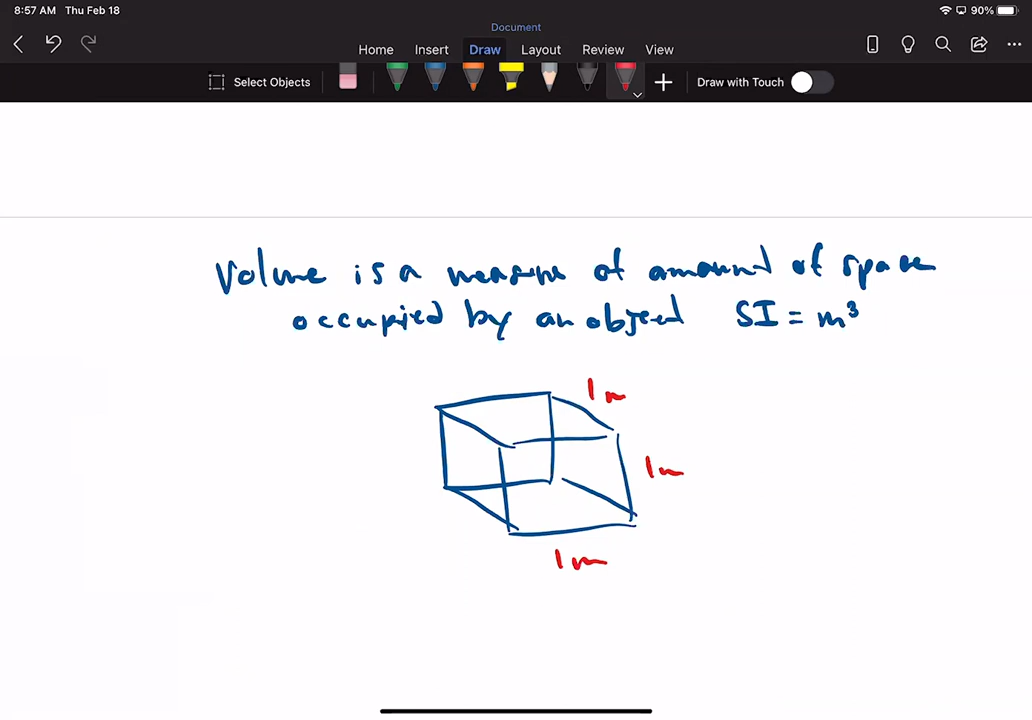 8:57 AM Thu Feb 18 90%
Document
Home Insert Draw Layout Review View
Select Objects Draw with Touch
Volume is a measure of amount of space
occupied by an object SI = m³
1m
1m
1m